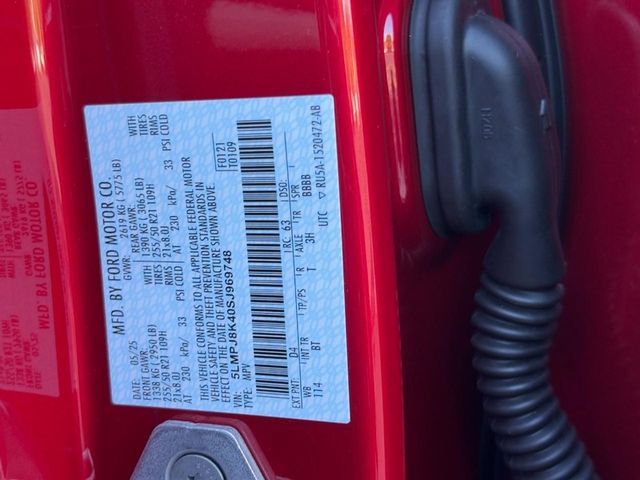 MFD. BY FORD MOTOR CO.
DATE: 05/25 GVWR: 2619 KG ( 5775 LB)
FRONT GAWR: REAR GAWR: WITH
1338 KG ( 2950 LB) 1390 KG ( 3065 LB) TIRES
255/50 R21 109H 255/50 R21 109H RIMS
21x8.0J 21x8.0J
AT 230 kPa/ 33 PSI COLD AT 230 kPa/ 33 PSI COLD
THIS VEHICLE CONFORMS TO ALL APPLICABLE FEDERAL MOTOR
VEHICLE SAFETY AND THEFT PREVENTION STANDARDS IN
EFFECT ON THE DATE OF MANUFACTURE SHOWN ABOVE.
VIN: 5LMPJ8K40SJ969748
TYPE: MPV
F0121
T0109
EXT PNT: D4 RC: 63 DSO:
WB INT TR TP/PS R AXLE TR SPR
114 BT T 3H BBBB
UTC ▽ RU5A-1520472-AB